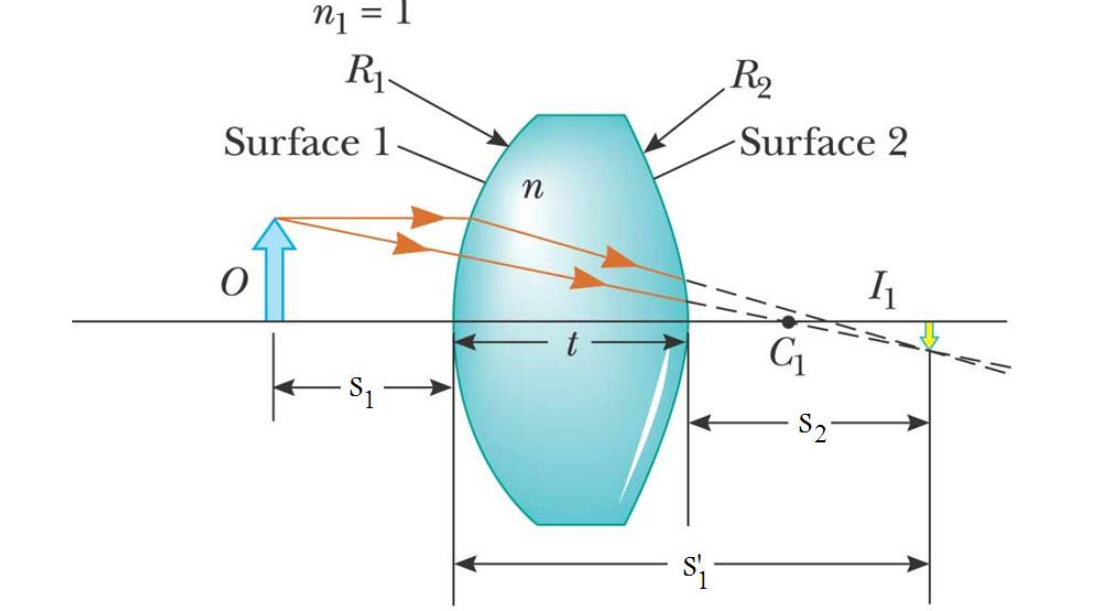 n₁ = 1
R₁
R₂
Surface 1
Surface 2
n
O
I₁
t
C₁
S₁
S₂
S'₁